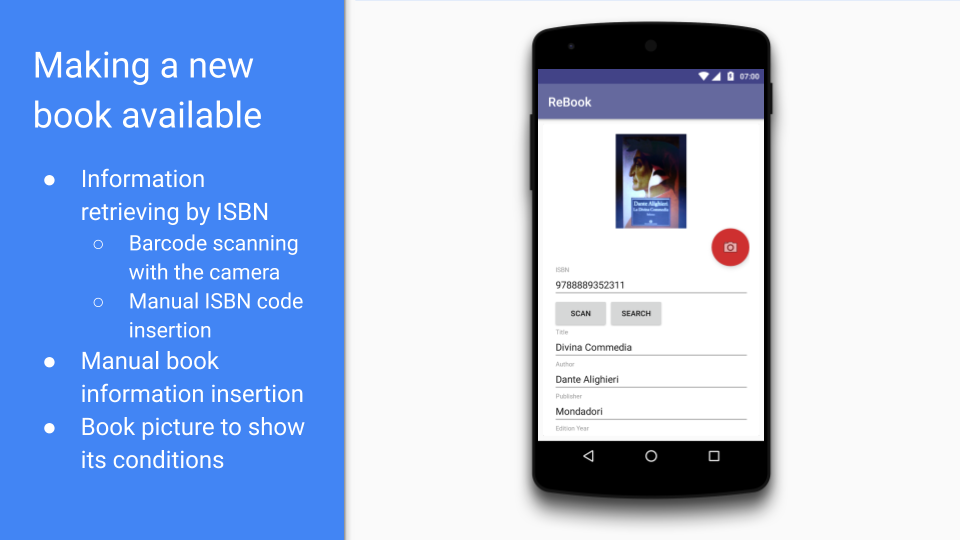 Making a new
book available
● Information
retrieving by ISBN
○ Barcode scanning
with the camera
○ Manual ISBN code
insertion
● Manual book
information insertion
● Book picture to show
its conditions
07:00
ReBook
Dante Alighieri
La Divina Commedia
ISBN
9788889352311
SCAN SEARCH
Title
Divina Commedia
Author
Dante Alighieri
Publisher
Mondadori
Edition Year